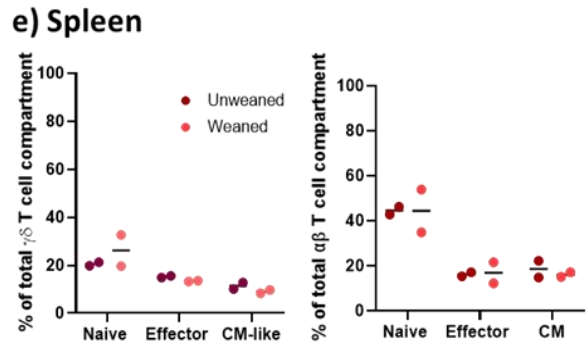 e) Spleen
% of total γδ T cell compartment
100
80
60
40
20
0
Unweaned
Weaned
Naive Effector CM-like
% of total αβ T cell compartment
100
80
60
40
20
0
Naive Effector CM